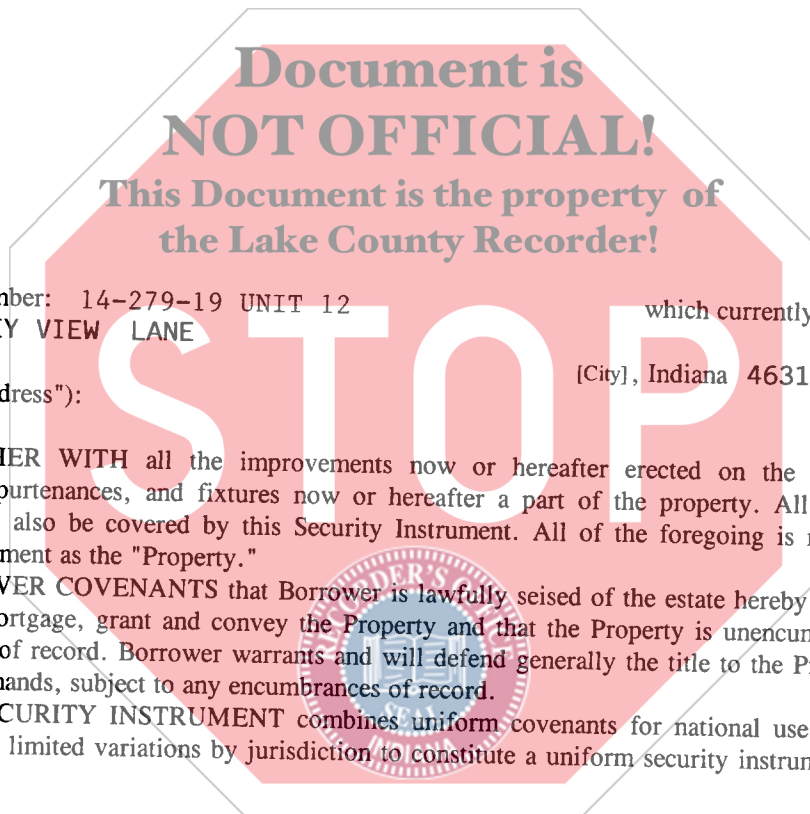 Document is
NOT OFFICIAL!
This Document is the property of
the Lake County Recorder!
nber: 14-279-19 UNIT 12 which currently
Y VIEW LANE
[City], Indiana 4631
dress"):
STOP
IER WITH all the improvements now or hereafter erected on the
purtenances, and fixtures now or hereafter a part of the property. All
also be covered by this Security Instrument. All of the foregoing is
ment as the "Property."
VER COVENANTS that Borrower is lawfully seised of the estate hereby
ortgage, grant and convey the Property and that the Property is unencum
of record. Borrower warrants and will defend generally the title to the P
nands, subject to any encumbrances of record.
CURITY INSTRUMENT combines uniform covenants for national use
limited variations by jurisdiction to constitute a uniform security instrum
RECORDER'S OFFICE
SEAL